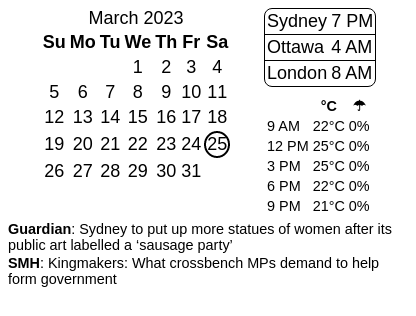 March 2023
Su Mo Tu We Th Fr Sa
1 2 3 4
5 6 7 8 9 10 11
12 13 14 15 16 17 18
19 20 21 22 23 24 25
26 27 28 29 30 31
Sydney 7 PM
Ottawa 4 AM
London 8 AM
°C ☂
9 AM 22°C 0%
12 PM 25°C 0%
3 PM 25°C 0%
6 PM 22°C 0%
9 PM 21°C 0%
Guardian: Sydney to put up more statues of women after its
public art labelled a ‘sausage party’
SMH: Kingmakers: What crossbench MPs demand to help
form government